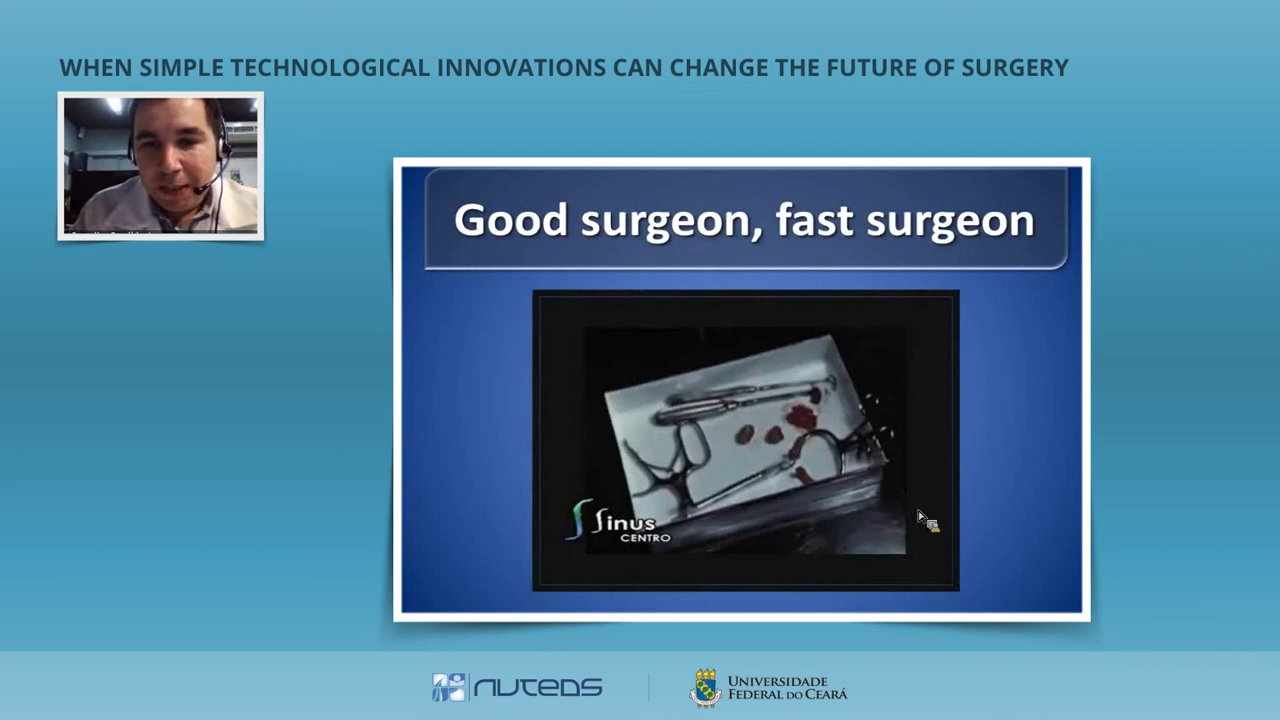 WHEN SIMPLE TECHNOLOGICAL INNOVATIONS CAN CHANGE THE FUTURE OF SURGERY
Good surgeon, fast surgeon
Sinus
CENTRO
NUTEDS
UNIVERSIDADE
FEDERAL DO CEARÁ